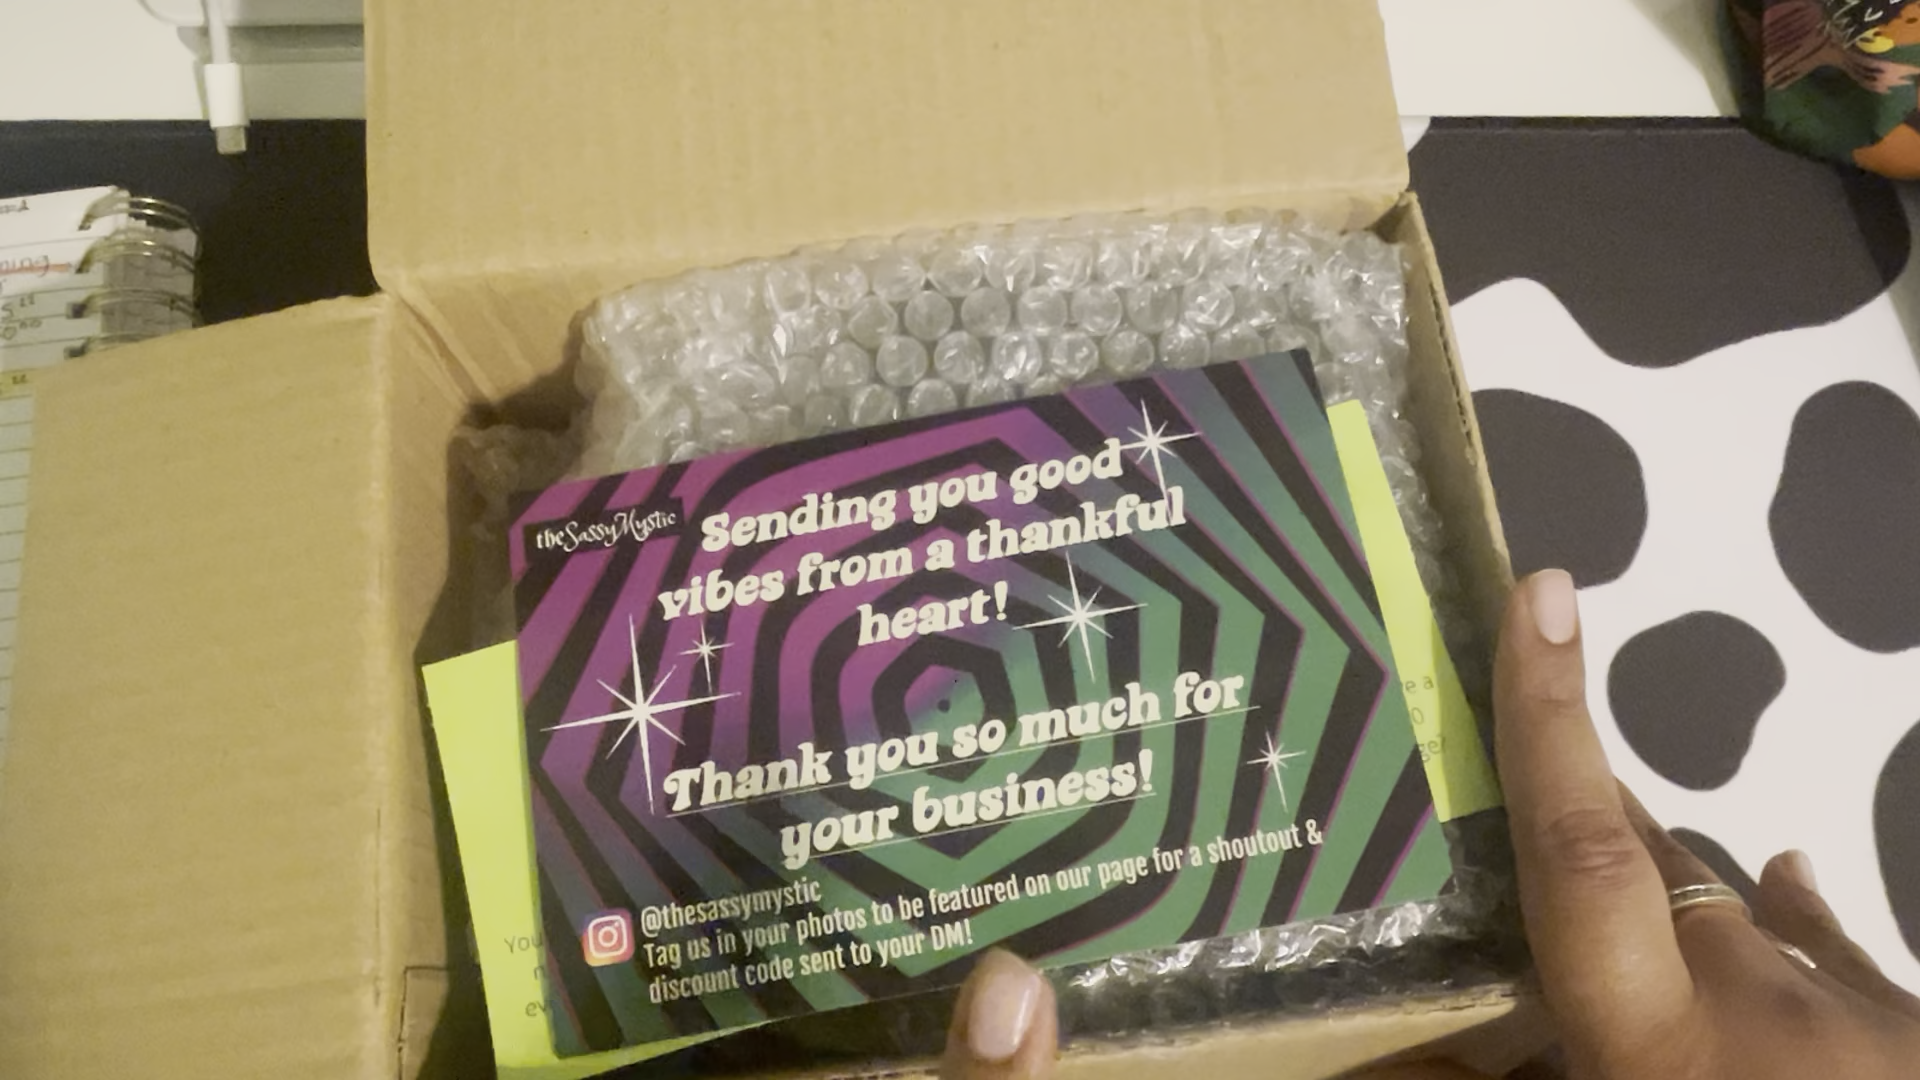 theSassyMystic
Sending you good
vibes from a thankful
heart!
Thank you so much for
your business!
@thesassymystic
Tag us in your photos to be featured on our page for a shoutout &
discount code sent to your DM!
You